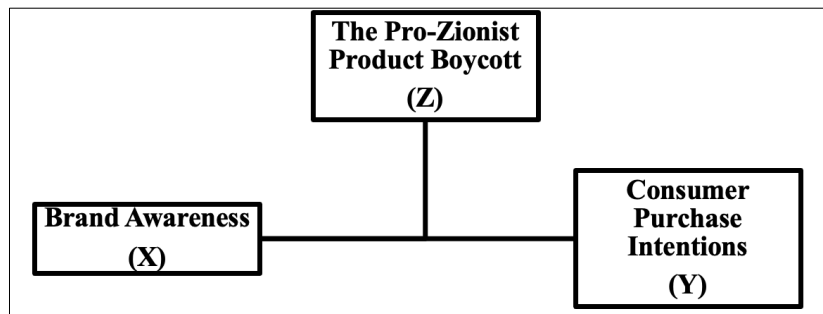 The Pro-Zionist
Product Boycott
(Z)
Brand Awareness
(X)
Consumer
Purchase
Intentions
(Y)